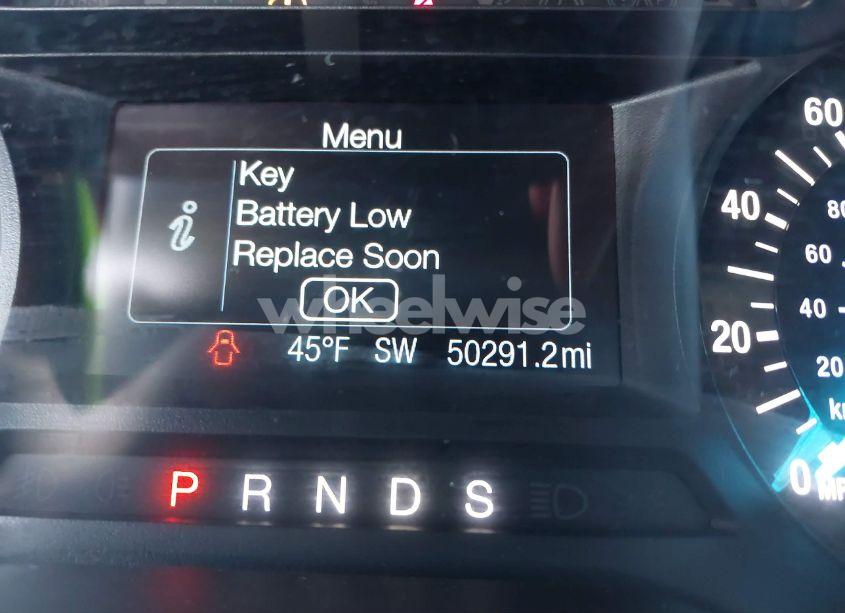 Menu
Key
Battery Low
Replace Soon
OK
wheelwise
45°F SW 50291.2mi
P R N D S
60
40
20
0
80
60
40
20